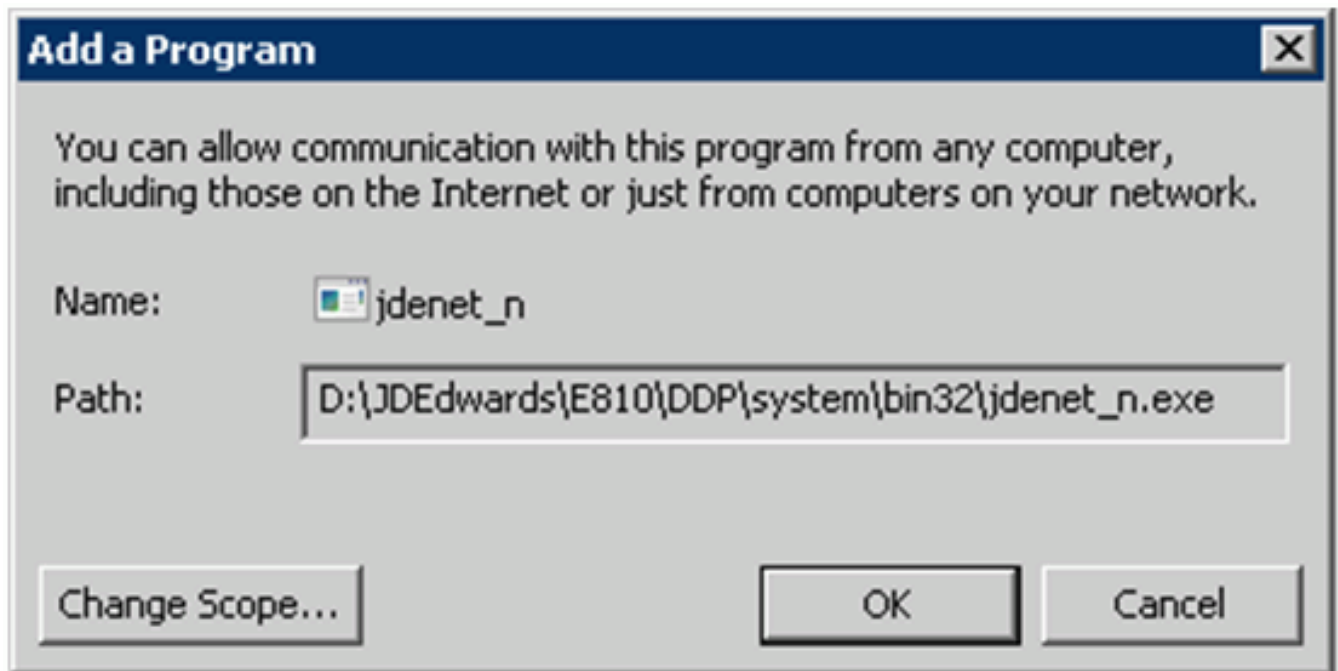 Add a Program
You can allow communication with this program from any computer,
including those on the Internet or just from computers on your network.
Name: jdenet_n
Path: D:\JDEdwards\E810\DDP\system\bin32\jdenet_n.exe
Change Scope... OK Cancel